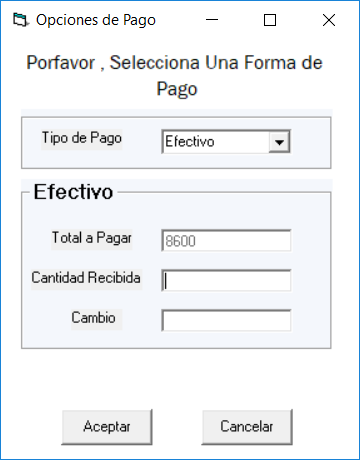 Opciones de Pago
Porfavor , Selecciona Una Forma de
Pago
Tipo de Pago
Efectivo
Efectivo
Total a Pagar
8600
Cantidad Recibida
Cambio
Aceptar
Cancelar